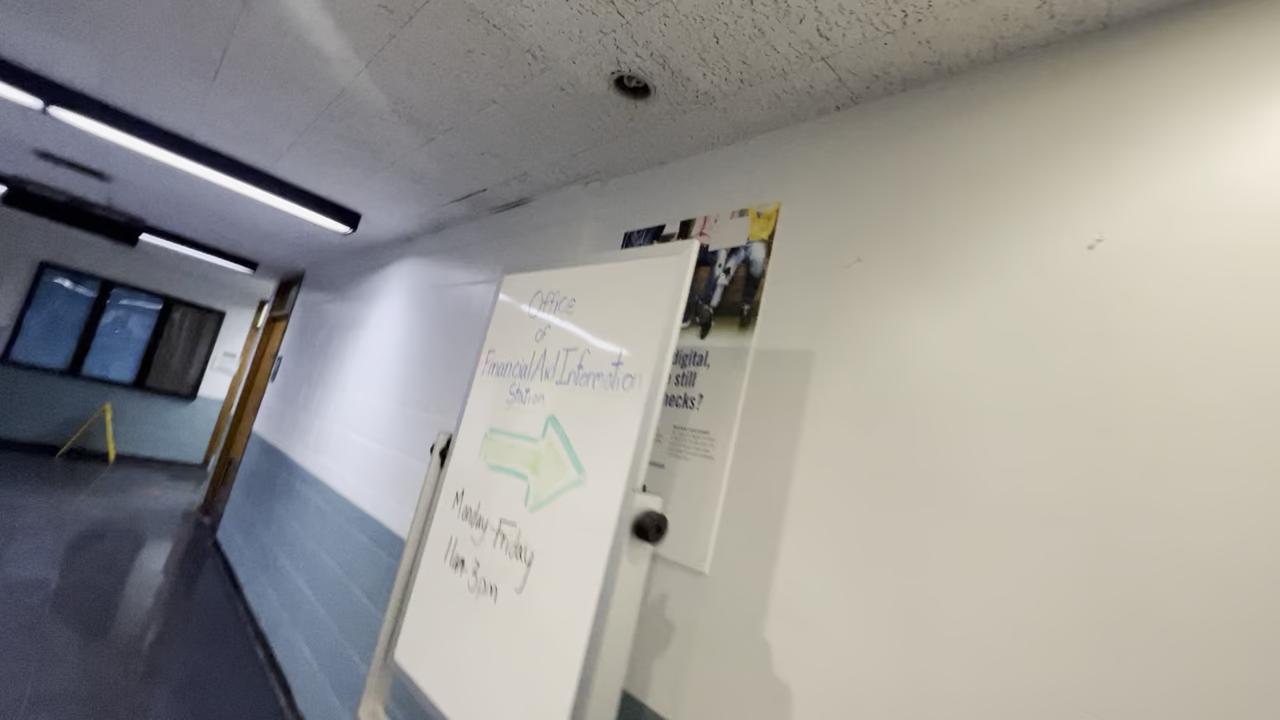 Office
of
Financial Aid Information
Station
Monday-Friday
11am-3pm
digital,
still
hecks?